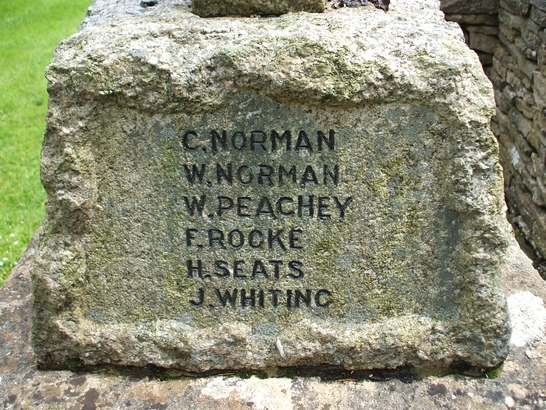 C.NORMAN
W.NORMAN
W.PEACHEY
F.ROCKE
H.SEATS
J.WHITING